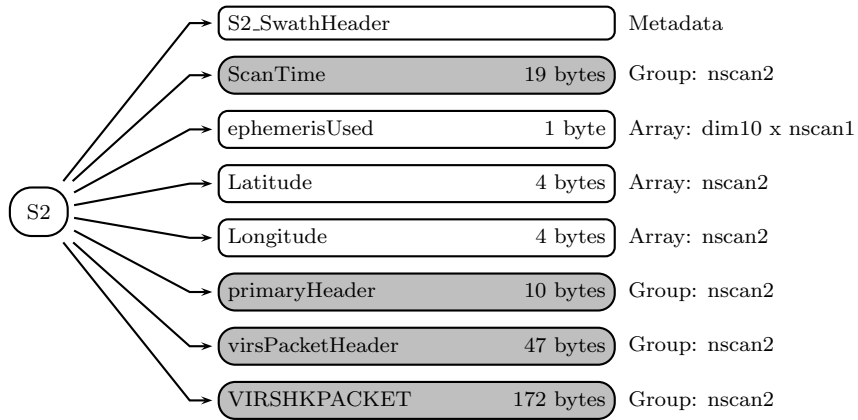 S2_SwathHeader Metadata
ScanTime 19 bytes Group: nscan2
ephemerisUsed 1 byte Array: dim10 x nscan1
Latitude 4 bytes Array: nscan2
S2
Longitude 4 bytes Array: nscan2
primaryHeader 10 bytes Group: nscan2
virsPacketHeader 47 bytes Group: nscan2
VIRSHKPACKET 172 bytes Group: nscan2